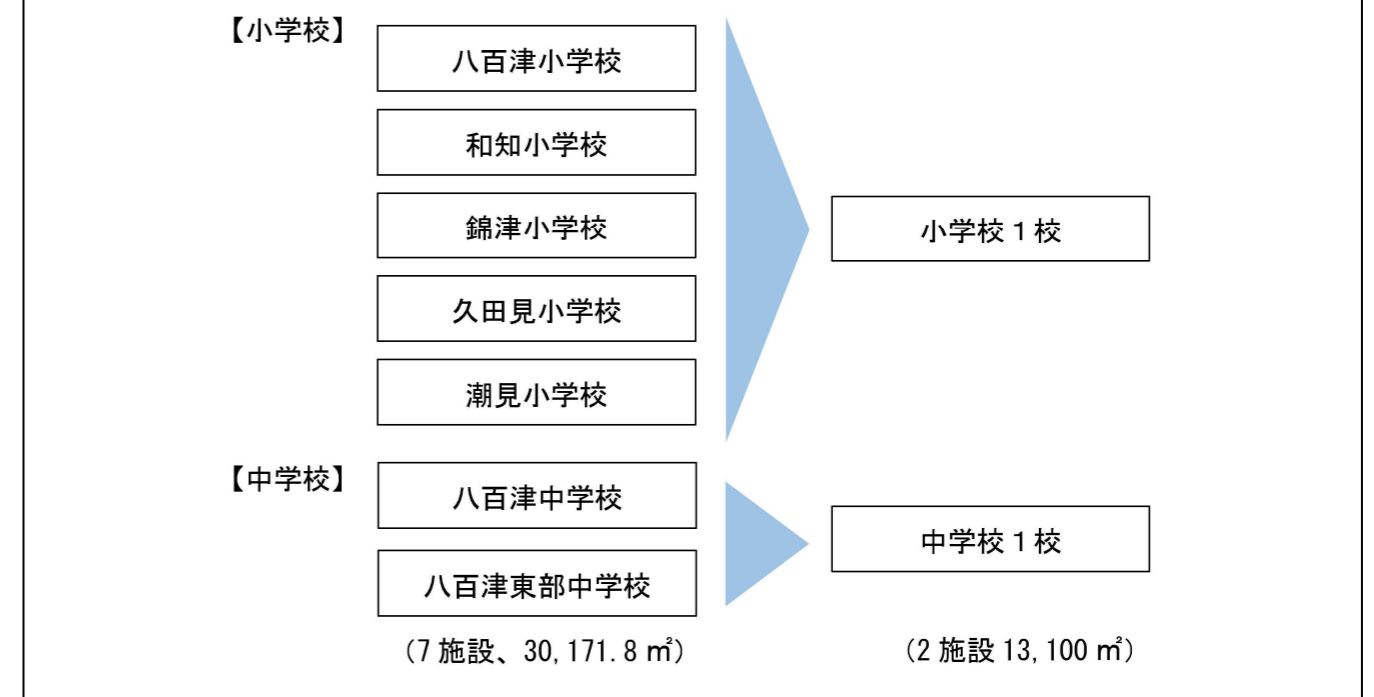 【小学校】
八百津小学校
和知小学校
錦津小学校
久田見小学校
潮見小学校
小学校１校
【中学校】
八百津中学校
八百津東部中学校
中学校１校
（7 施設、30,171.8 ㎡）
（2 施設 13,100 ㎡）